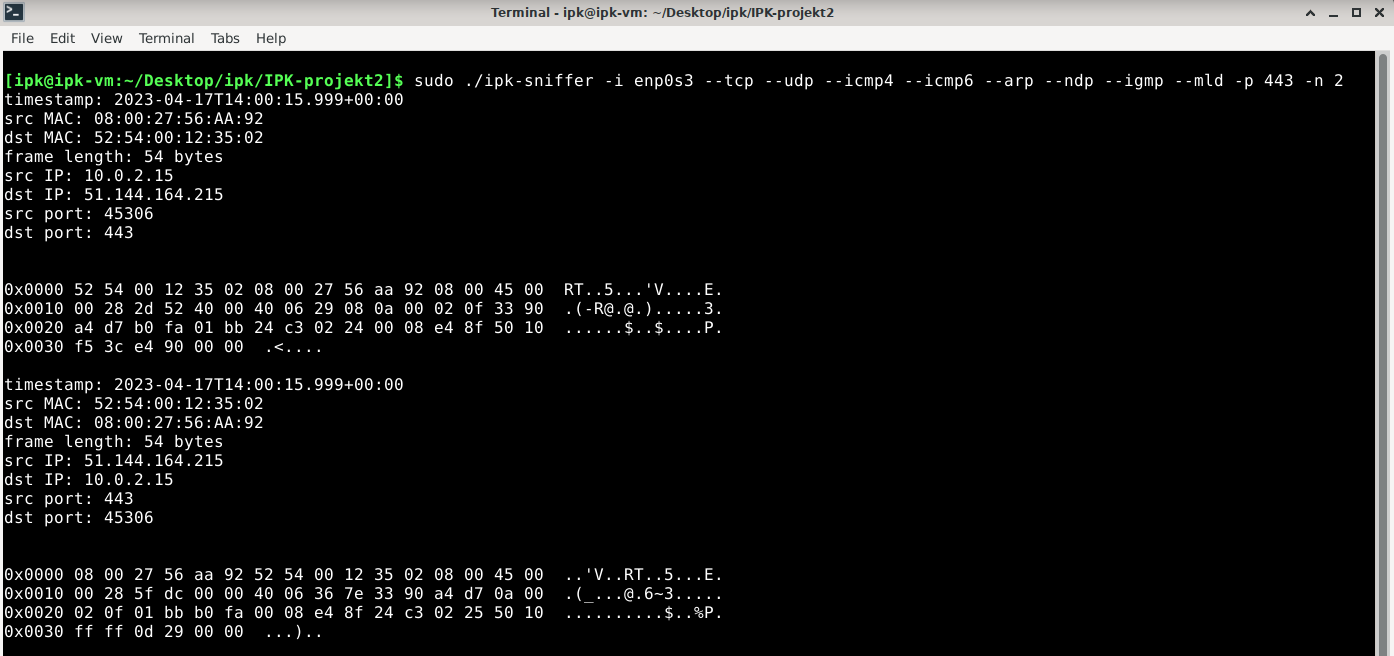 Terminal - ipk@ipk-vm: ~/Desktop/ipk/IPK-projekt2
File Edit View Terminal Tabs Help
[ipk@ipk-vm:~/Desktop/ipk/IPK-projekt2]$ sudo ./ipk-sniffer -i enp0s3 --tcp --udp --icmp4 --icmp6 --arp --ndp --igmp --mld -p 443 -n 2
timestamp: 2023-04-17T14:00:15.999+00:00
src MAC: 08:00:27:56:AA:92
dst MAC: 52:54:00:12:35:02
frame length: 54 bytes
src IP: 10.0.2.15
dst IP: 51.144.164.215
src port: 45306
dst port: 443
0x0000 52 54 00 12 35 02 08 00 27 56 aa 92 08 00 45 00  RT..5...'V....E.
0x0010 00 28 2d 52 40 00 40 06 29 08 0a 00 02 0f 33 90  .(-R@.@.).....3.
0x0020 a4 d7 b0 fa 01 bb 24 c3 02 24 00 08 e4 8f 50 10  ......$..$....P.
0x0030 f5 3c e4 90 00 00  .<....
timestamp: 2023-04-17T14:00:15.999+00:00
src MAC: 52:54:00:12:35:02
dst MAC: 08:00:27:56:AA:92
frame length: 54 bytes
src IP: 51.144.164.215
dst IP: 10.0.2.15
src port: 443
dst port: 45306
0x0000 08 00 27 56 aa 92 52 54 00 12 35 02 08 00 45 00  ..'V..RT..5...E.
0x0010 00 28 5f dc 00 00 40 06 36 7e 33 90 a4 d7 0a 00  .(_...@.6~3.....
0x0020 02 0f 01 bb b0 fa 00 08 e4 8f 24 c3 02 25 50 10  ..........$..%P.
0x0030 ff ff 0d 29 00 00  ...)..